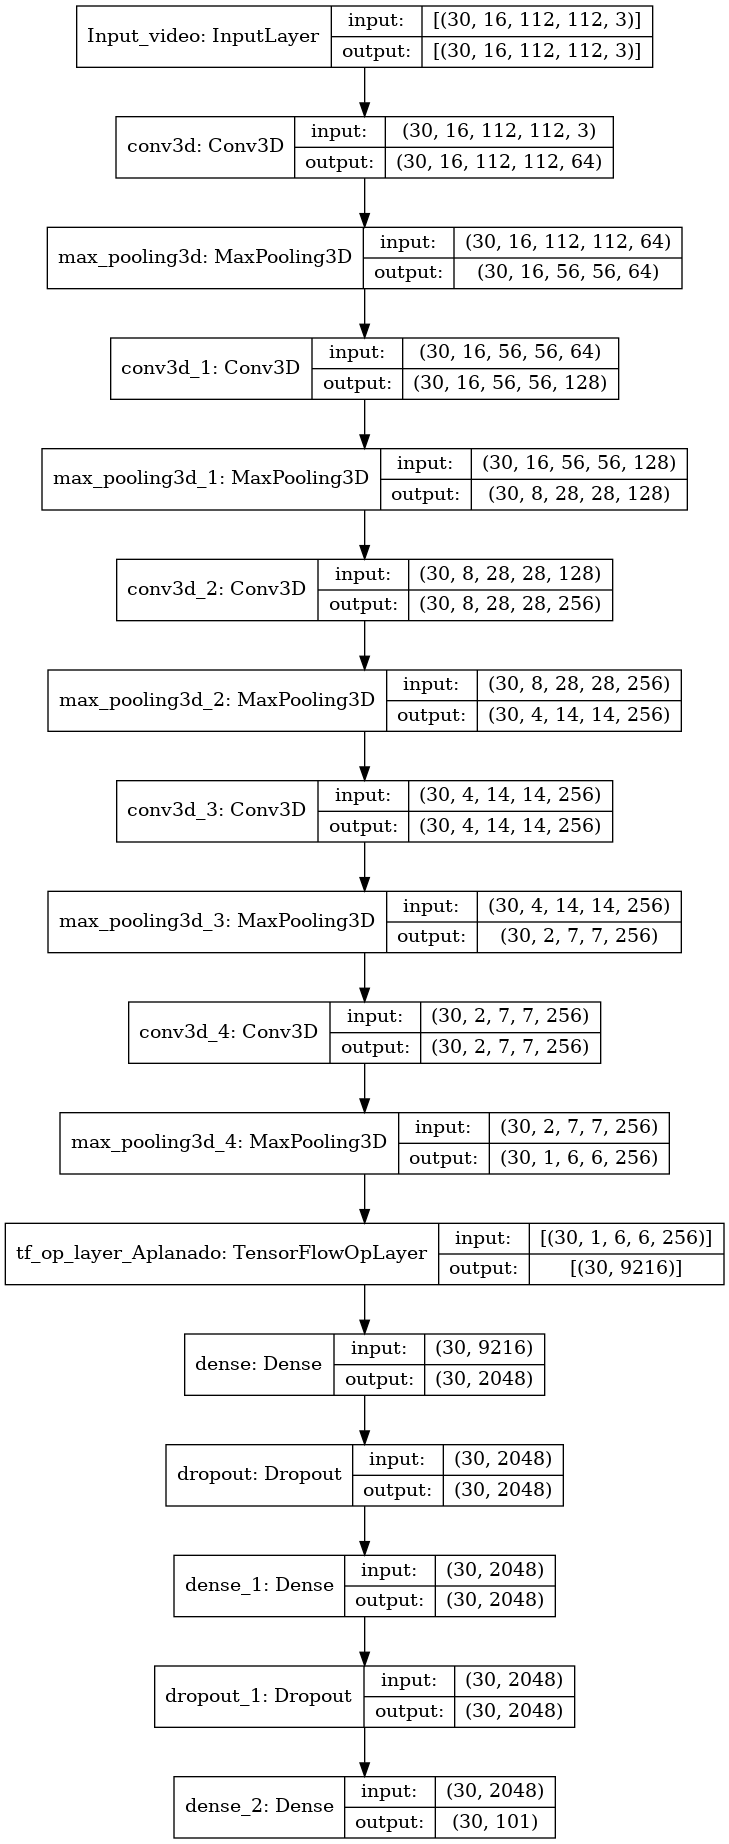 Input_video: InputLayer
input: [(30, 16, 112, 112, 3)]
output: [(30, 16, 112, 112, 3)]
conv3d: Conv3D
input: (30, 16, 112, 112, 3)
output: (30, 16, 112, 112, 64)
max_pooling3d: MaxPooling3D
input: (30, 16, 112, 112, 64)
output: (30, 16, 56, 56, 64)
conv3d_1: Conv3D
input: (30, 16, 56, 56, 64)
output: (30, 16, 56, 56, 128)
max_pooling3d_1: MaxPooling3D
input: (30, 16, 56, 56, 128)
output: (30, 8, 28, 28, 128)
conv3d_2: Conv3D
input: (30, 8, 28, 28, 128)
output: (30, 8, 28, 28, 256)
max_pooling3d_2: MaxPooling3D
input: (30, 8, 28, 28, 256)
output: (30, 4, 14, 14, 256)
conv3d_3: Conv3D
input: (30, 4, 14, 14, 256)
output: (30, 4, 14, 14, 256)
max_pooling3d_3: MaxPooling3D
input: (30, 4, 14, 14, 256)
output: (30, 2, 7, 7, 256)
conv3d_4: Conv3D
input: (30, 2, 7, 7, 256)
output: (30, 2, 7, 7, 256)
max_pooling3d_4: MaxPooling3D
input: (30, 2, 7, 7, 256)
output: (30, 1, 6, 6, 256)
tf_op_layer_Aplanado: TensorFlowOpLayer
input: [(30, 1, 6, 6, 256)]
output: [(30, 9216)]
dense: Dense
input: (30, 9216)
output: (30, 2048)
dropout: Dropout
input: (30, 2048)
output: (30, 2048)
dense_1: Dense
input: (30, 2048)
output: (30, 2048)
dropout_1: Dropout
input: (30, 2048)
output: (30, 2048)
dense_2: Dense
input: (30, 2048)
output: (30, 101)